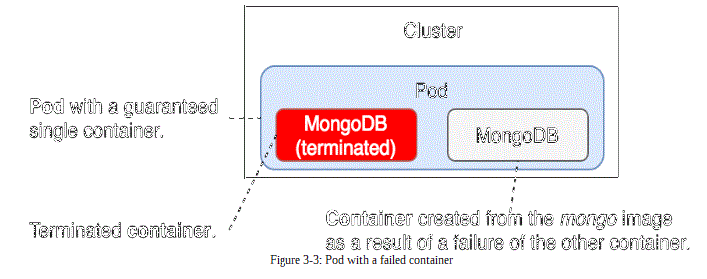 Cluster
Pod
Pod with a guaranteed
single container.
MongoDB
(terminated)
MongoDB
Terminated container.
Container created from the mongo image
as a result of a failure of the other container.
Figure 3-3: Pod with a failed container